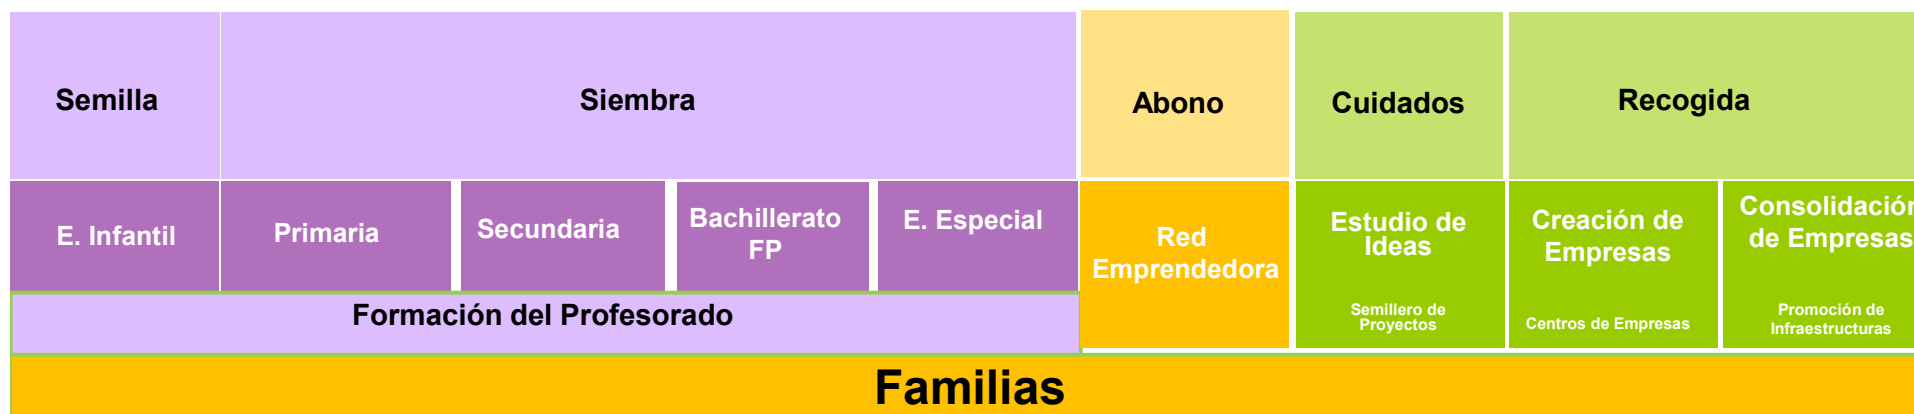 Semilla
Siembra
Abono
Cuidados
Recogida
E. Infantil
Primaria
Secundaria
Bachillerato
FP
E. Especial
Red
Emprendedora
Estudio de
Ideas
Semillero de
Proyectos
Creación de
Empresas
Centros de Empresas
Consolidación
de Empresas
Promoción de
Infraestructuras
Formación del Profesorado
Familias